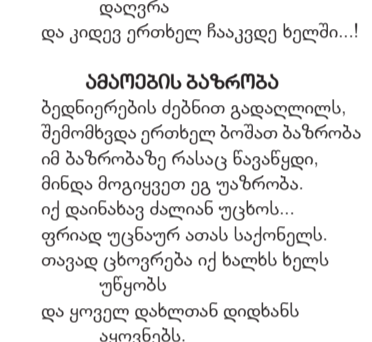 დაღვრა
და კიდევ ერთხელ ჩააკვდე ხელში...!
ამაოების ბაზრობა
ბედნიერების ძებნით გადაღლილს,
შემომხვდა ერთხელ ბოშათ ბაზრობა
იმ ბაზრობაზე რასაც წავაწყდი,
მინდა მოგიყვეთ ეგ უაზრობა.
იქ დაინახავ ძალიან უცხოს...
ფრიად უცნაურ ათას საქონელს.
თავად ცხოვრება იქ ხალხს ხელს
უწყობს
და ყოველ დახლთან დიდხანს
აყოვნებს.